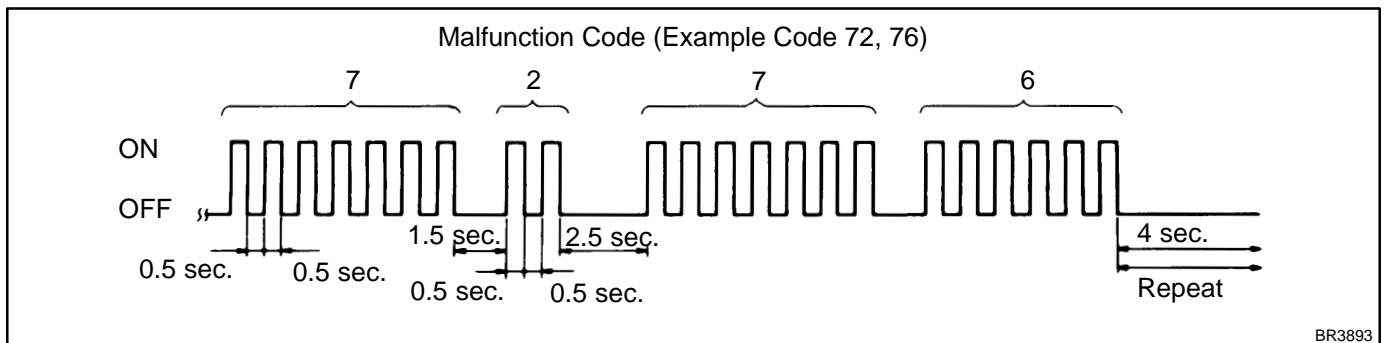 Malfunction Code (Example Code 72, 76)
7 2 7 6
ON
OFF
1.5 sec. 2.5 sec. 4 sec.
0.5 sec. 0.5 sec. 0.5 sec. 0.5 sec. Repeat
BR3893